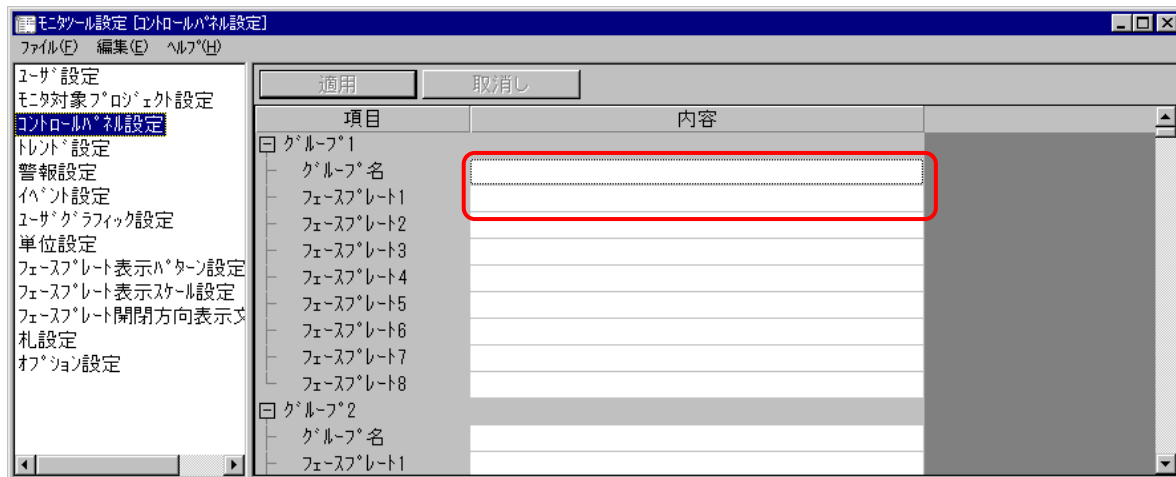 モニタツール設定 [コントロールパネル設定]
ファイル(F) 編集(E) ヘルプ(H)
ユーザ設定
モニタ対象プロジェクト設定
コントロールパネル設定
トレンド設定
警報設定
イベント設定
ユーザグラフィック設定
単位設定
フェースプレート表示パターン設定
フェースプレート表示スケール設定
フェースプレート開閉方向表示文
札設定
オプション設定
適用 取消し
項目 内容
グループ1
グループ名
フェースプレート1
フェースプレート2
フェースプレート3
フェースプレート4
フェースプレート5
フェースプレート6
フェースプレート7
フェースプレート8
グループ2
グループ名
フェースプレート1